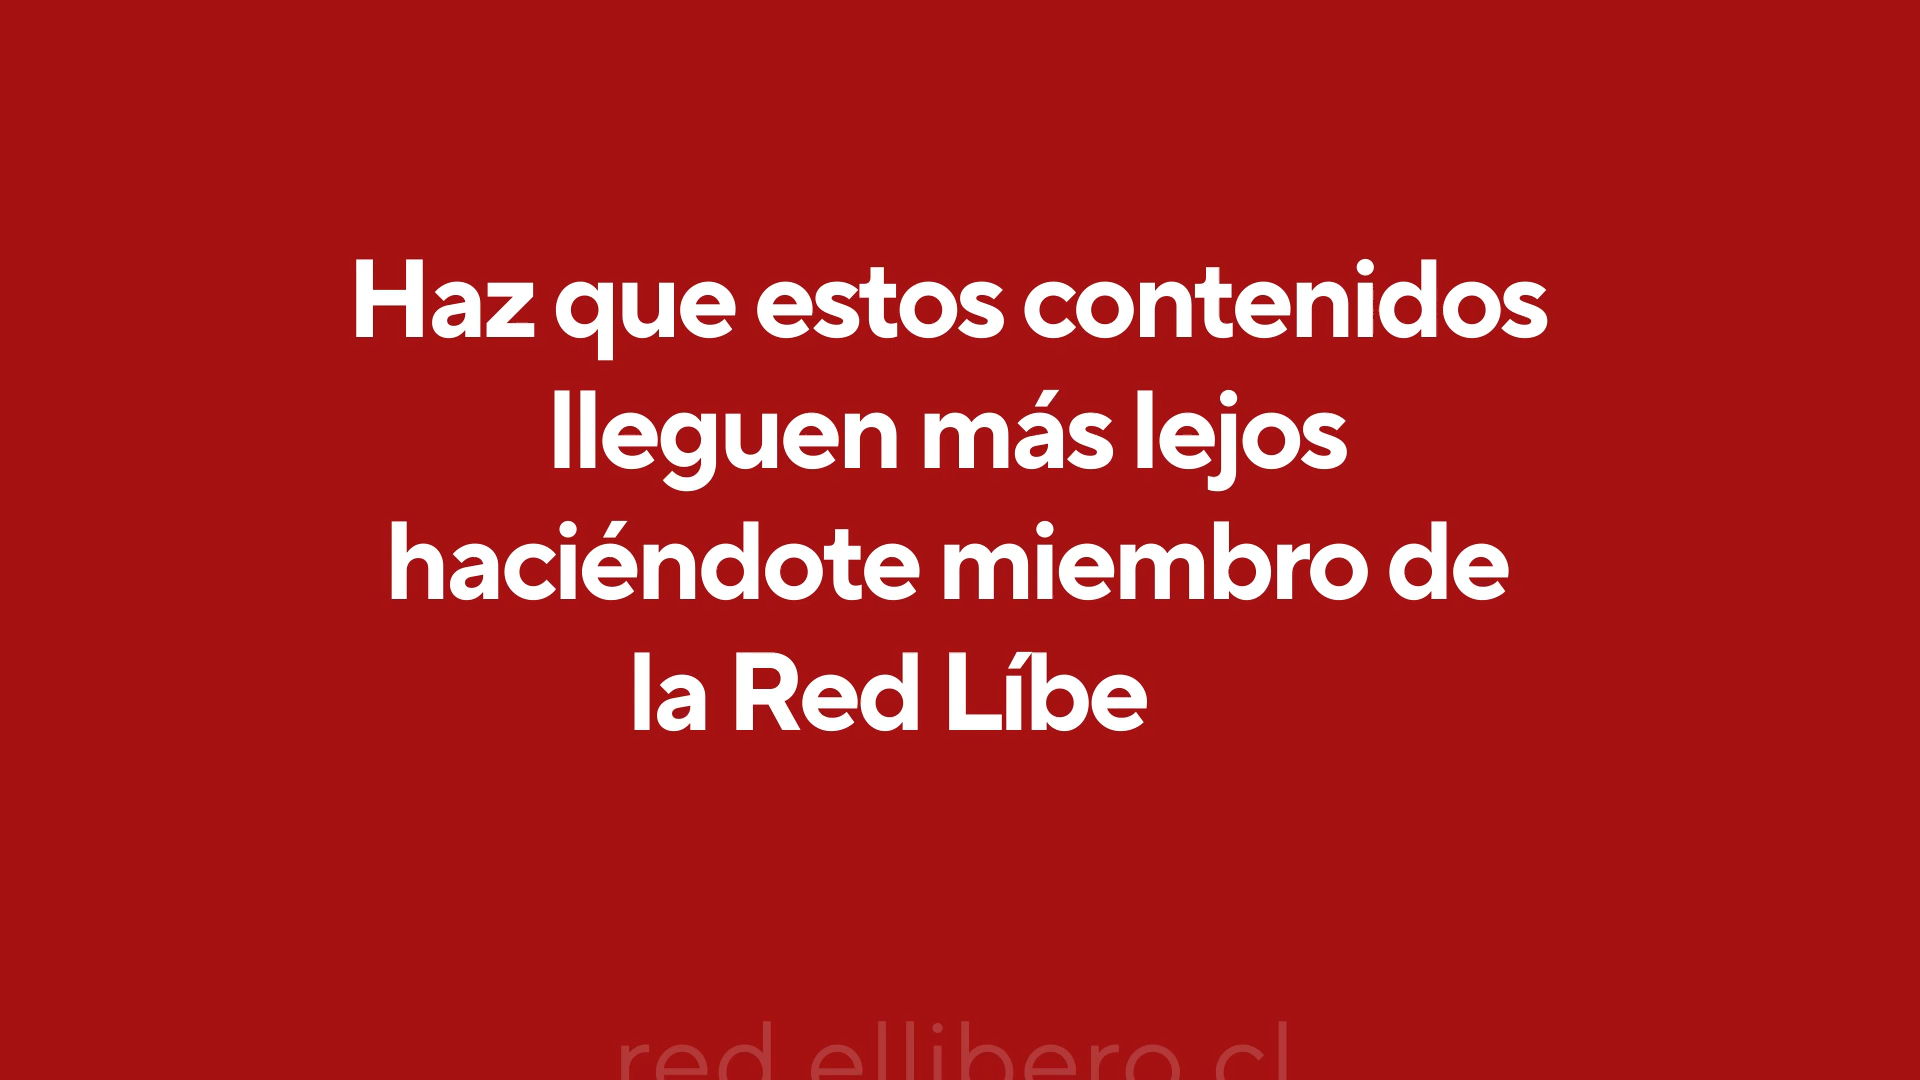 Haz que estos contenidos
lleguen más lejos
haciéndote miembro de
la Red Líbe
red.ellibero.cl